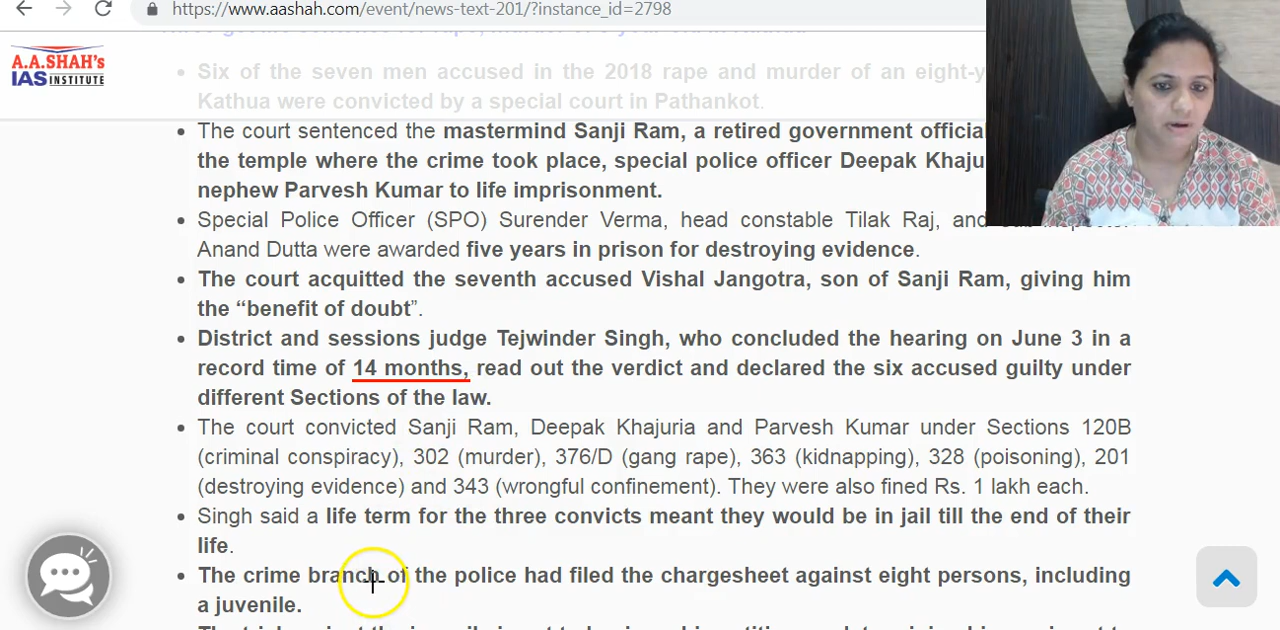 https://www.aashah.com/event/news-text-201/?instance_id=2798
A.A.SHAH's
IAS INSTITUTE
Six of the seven men accused in the 2018 rape and murder of an eight-y
Kathua were convicted by a special court in Pathankot.
The court sentenced the mastermind Sanji Ram, a retired government official
the temple where the crime took place, special police officer Deepak Khaju
nephew Parvesh Kumar to life imprisonment.
Special Police Officer (SPO) Surender Verma, head constable Tilak Raj, and
Anand Dutta were awarded five years in prison for destroying evidence.
The court acquitted the seventh accused Vishal Jangotra, son of Sanji Ram, giving him
the “benefit of doubt”.
District and sessions judge Tejwinder Singh, who concluded the hearing on June 3 in a
record time of 14 months, read out the verdict and declared the six accused guilty under
different Sections of the law.
The court convicted Sanji Ram, Deepak Khajuria and Parvesh Kumar under Sections 120B
(criminal conspiracy), 302 (murder), 376/D (gang rape), 363 (kidnapping), 328 (poisoning), 201
(destroying evidence) and 343 (wrongful confinement). They were also fined Rs. 1 lakh each.
Singh said a life term for the three convicts meant they would be in jail till the end of their
life.
The crime branch of the police had filed the chargesheet against eight persons, including
a juvenile.